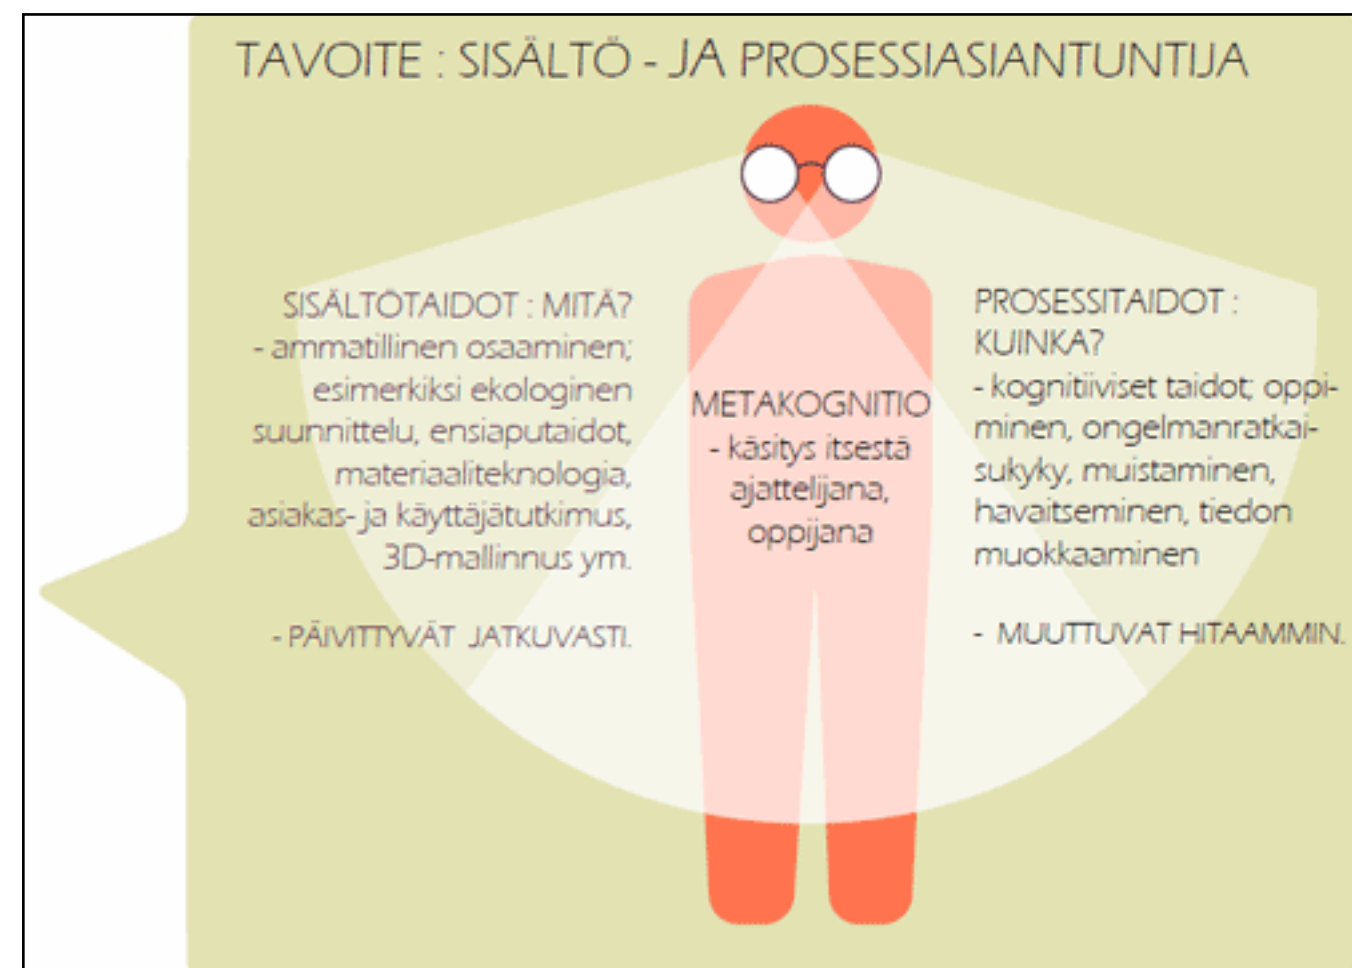 TAVOITE : SISÄLTÖ - JA PROSESSIASIANTUNTIJA
SISÄLTÖTAIDOT : MITÄ?
- ammatillinen osaaminen;
esimerkiksi ekologinen
suunnittelu, ensiaputaidot,
materiaaliteknologia,
asiakas- ja käyttäjätutkimus,
3D-mallinnus ym.
- PÄIVITTYVÄT JATKUVASTI.
METAKOGNITIO
- käsitys itsestä
ajattelijana,
oppijana
PROSESSITAIDOT :
KUINKA?
- kognitiiviset taidot; oppi-
minen, ongelmanratkai-
sukyky, muistaminen,
havaitseminen, tiedon
muokkaaminen
- MUUTTUVAT HITAAMMIN.